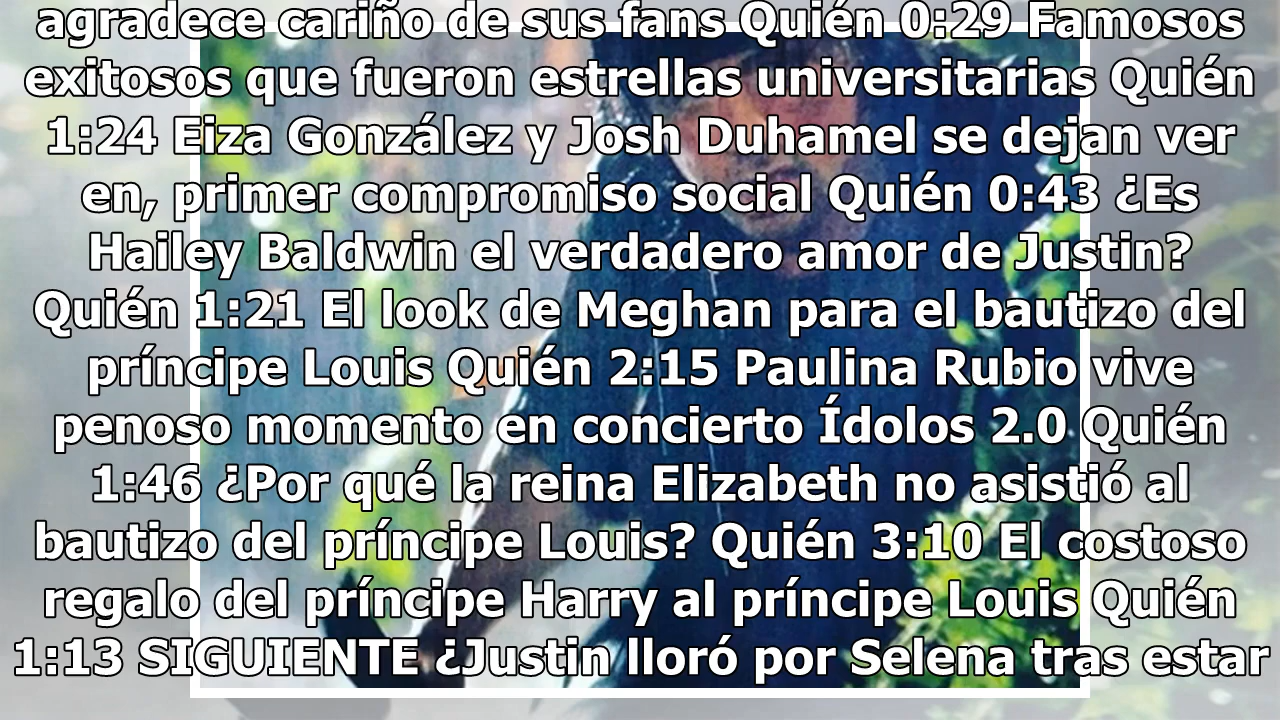 agradece cariño de sus fans Quién 0:29 Famosos
exitosos que fueron estrellas universitarias Quién
1:24 Eiza González y Josh Duhamel se dejan ver
en, primer compromiso social Quién 0:43 ¿Es
Hailey Baldwin el verdadero amor de Justin?
Quién 1:21 El look de Meghan para el bautizo del
príncipe Louis Quién 2:15 Paulina Rubio vive
penoso momento en concierto Ídolos 2.0 Quién
1:46 ¿Por qué la reina Elizabeth no asistió al
bautizo del príncipe Louis? Quién 3:10 El costoso
regalo del príncipe Harry al príncipe Louis Quién
1:13 SIGUIENTE ¿Justin lloró por Selena tras estar